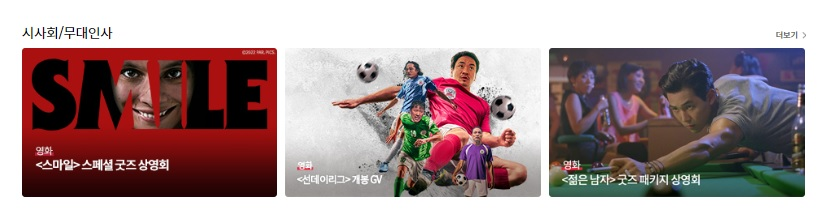 시사회/무대인사
더보기 >
©2022 PAR. PICS.
SMILE
영화
<스마일> 스페셜 굿즈 상영회
영화
<선데이리그> 개봉 GV
영화
<젊은 남자> 굿즈 패키지 상영회